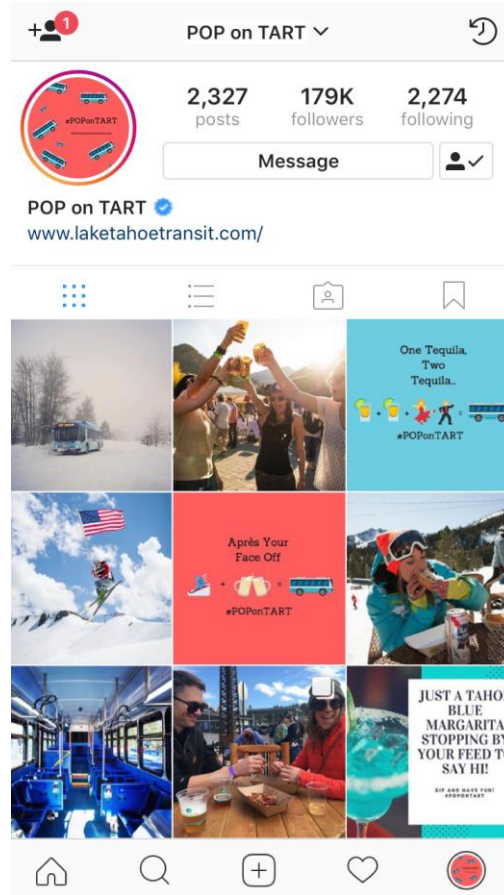 1
POP on TART
2,327 179K 2,274
posts followers following
#POPonTART
Message
POP on TART
www.laketahoetransit.com/
One Tequila,
Two
Tequila..
+ + =
#POPonTART
Après Your
Face Off
+ =
#POPonTART
JUST A TAHO
BLUE
MARGARITA
STOPPING BY
YOUR FEED T
SAY HI!
SIP AND HAVE FUN!
#POPONTART